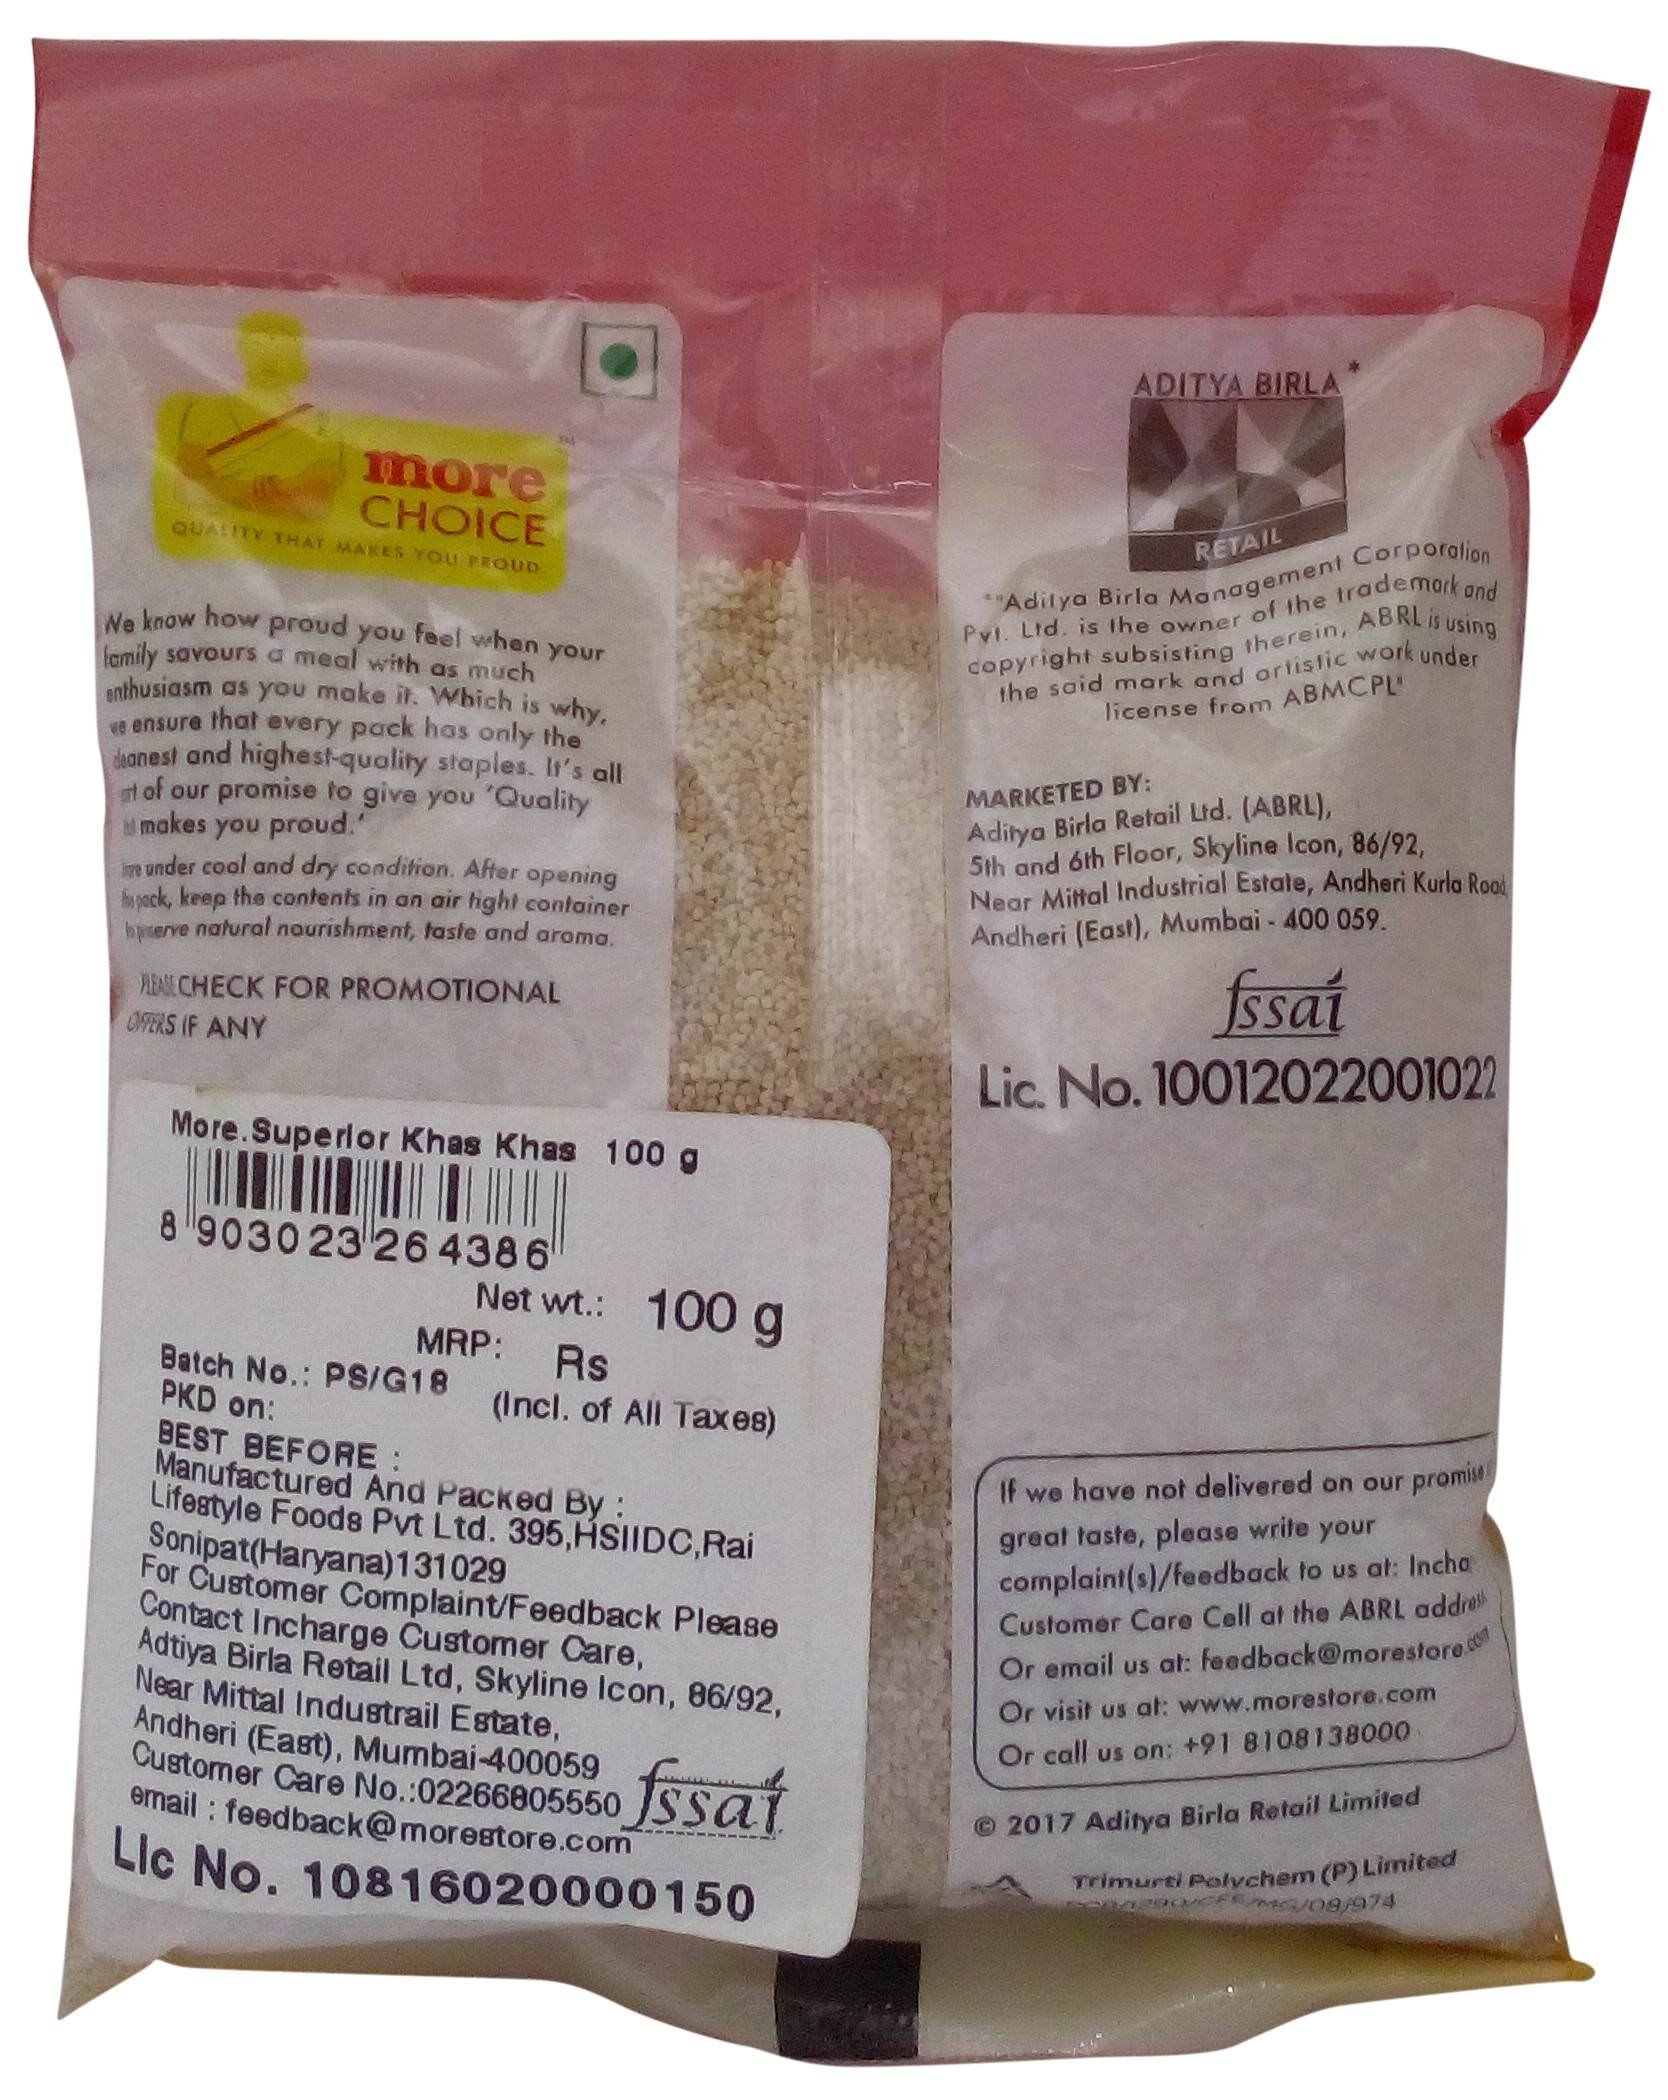 more
CHOICE
QUALITY THAT MAKES YOU PROUD
We know how proud you feel when your
family savours a meal with as much
enthusiasm as you make it. Which is why,
we ensure that every pack has only the
cleanest and highest-quality staples. It's all
of our promise to give you 'Quality
makes you proud.'
under cool and dry condition. After opening
pack, keep the contents in an air tight container
natural nourishment, taste and aroma.
PLEASE CHECK FOR PROMOTIONAL
OFFERS IF ANY
More.Superior Khas Khas 100 g
8 903023 264386
Net wt.: 100 g
MRP: Rs
Batch No.: PS/G18 (Incl. of All Taxes)
PKD on:
BEST BEFORE :
Manufactured And Packed By :
Lifestyle Foods Pvt Ltd. 395,HSIIDC,Rai
Sonipat(Haryana)131029
For Customer Complaint/Feedback Please
Contact Incharge Customer Care,
Adtiya Birla Retail Ltd, Skyline Icon, 86/92,
Near Mittal Industrail Estate,
Andheri (East), Mumbai-400059
Customer Care No.:02266805550
email : feedback@morestore.com
fssai
Lic No. 10816020000150
ADITYA BIRLA*
RETAIL
*"Aditya Birla Management Corporation
Pvt. Ltd. is the owner of the trademark and
copyright subsisting therein, ABRL is using
the said mark and artistic work under
license from ABMCPL"
MARKETED BY:
Aditya Birla Retail Ltd. (ABRL),
5th and 6th Floor, Skyline Icon, 86/92,
Near Mittal Industrial Estate, Andheri Kurla Road,
Andheri (East), Mumbai - 400 059.
fssai
Lic. No. 10012022001022
If we have not delivered on our promise
great taste, please write your
complaint(s)/feedback to us at: Incha
Customer Care Cell at the ABRL address
Or email us at: feedback@morestore.com
Or visit us at: www.morestore.com
Or call us on: +91 8108138000
© 2017 Aditya Birla Retail Limited
Trimurti Polychem (P) Limited